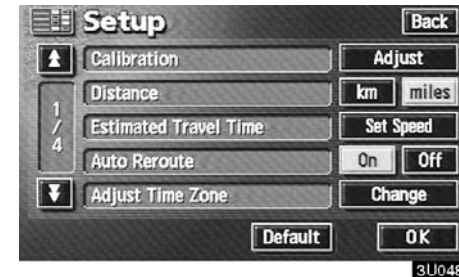 Setup Back
Calibration Adjust
Distance km miles
1/4
Estimated Travel Time Set Speed
Auto Reroute On Off
Adjust Time Zone Change
Default OK
3U048